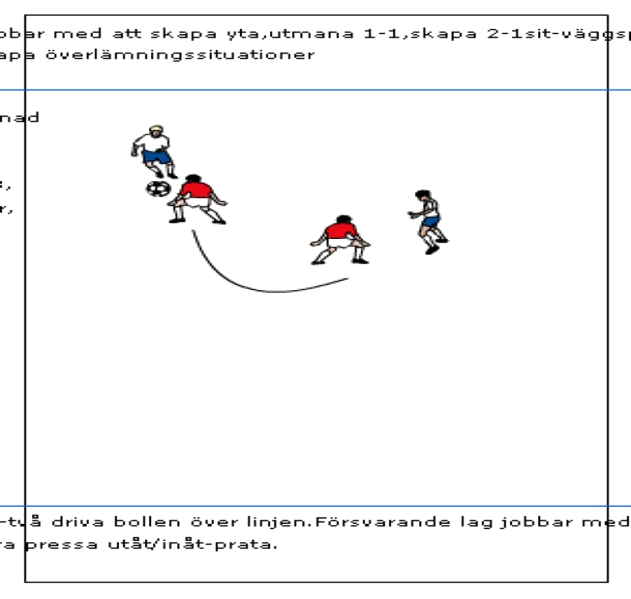 bbar med att skapa yta,utmana 1-1,skapa 2-1sit-väggsp
apa överlämningssituationer
nad
r,
-två driva bollen över linjen.Försvarande lag jobbar med
ra pressa utåt/inåt-prata.